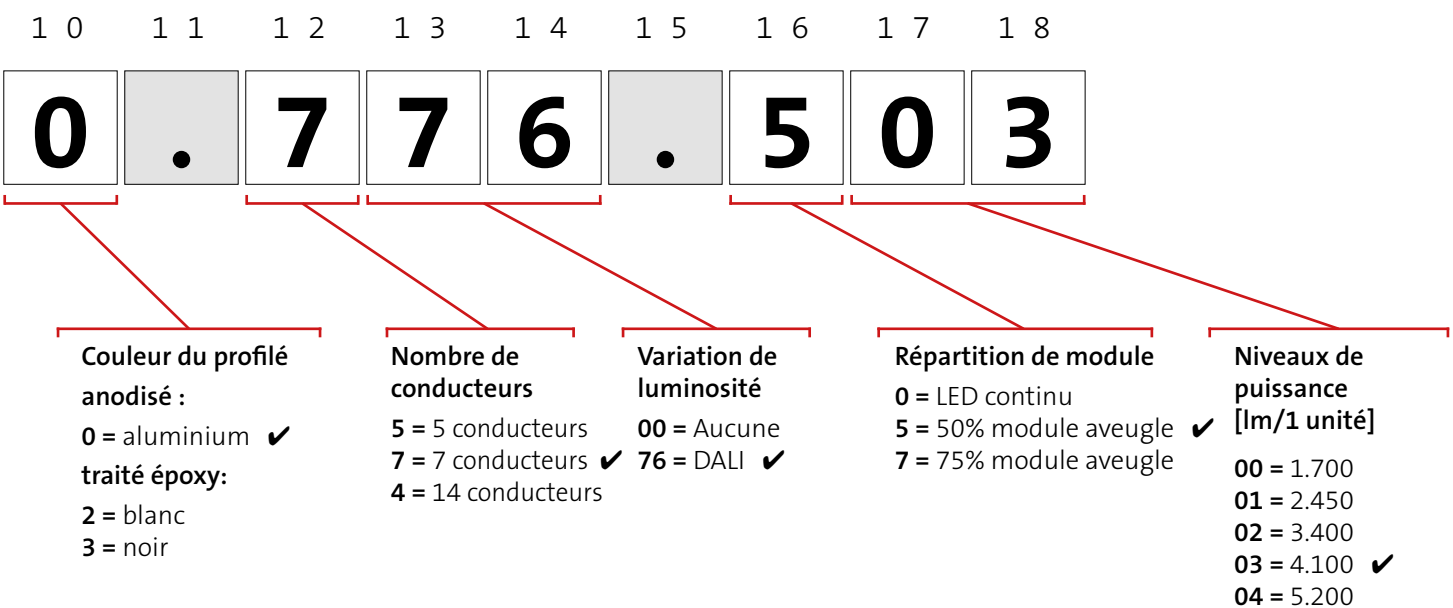 10 11 12 13 14 15 16 17 18
0 . 7 7 6 . 5 0 3
Couleur du profilé
anodisé :
0 = aluminium ✔
traité époxy:
2 = blanc
3 = noir
Nombre de
conducteurs
5 = 5 conducteurs
7 = 7 conducteurs ✔
4 = 14 conducteurs
Variation de
luminosité
00 = Aucune
76 = DALI ✔
Répartition de module
0 = LED continu
5 = 50% module aveugle ✔
7 = 75% module aveugle
Niveaux de
puissance
[lm/1 unité]
00 = 1.700
01 = 2.450
02 = 3.400
03 = 4.100 ✔
04 = 5.200